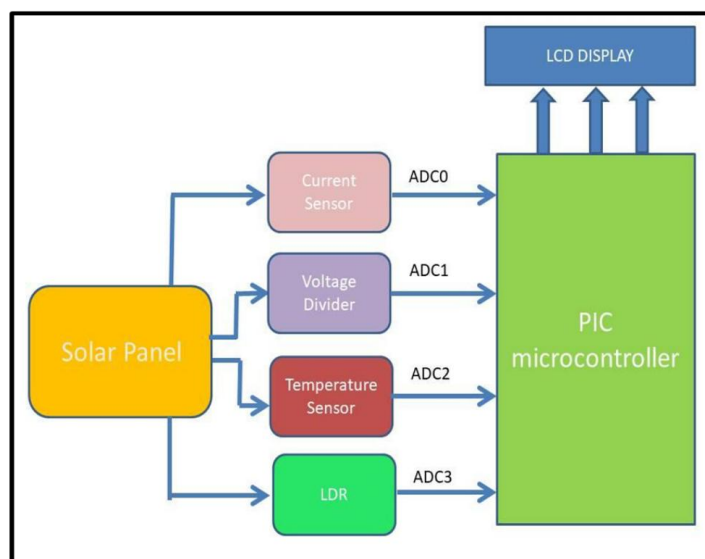 LCD DISPLAY
Current
Sensor
ADC0
Voltage
Divider
ADC1
Solar Panel
PIC
microcontroller
Temperature
Sensor
ADC2
LDR
ADC3